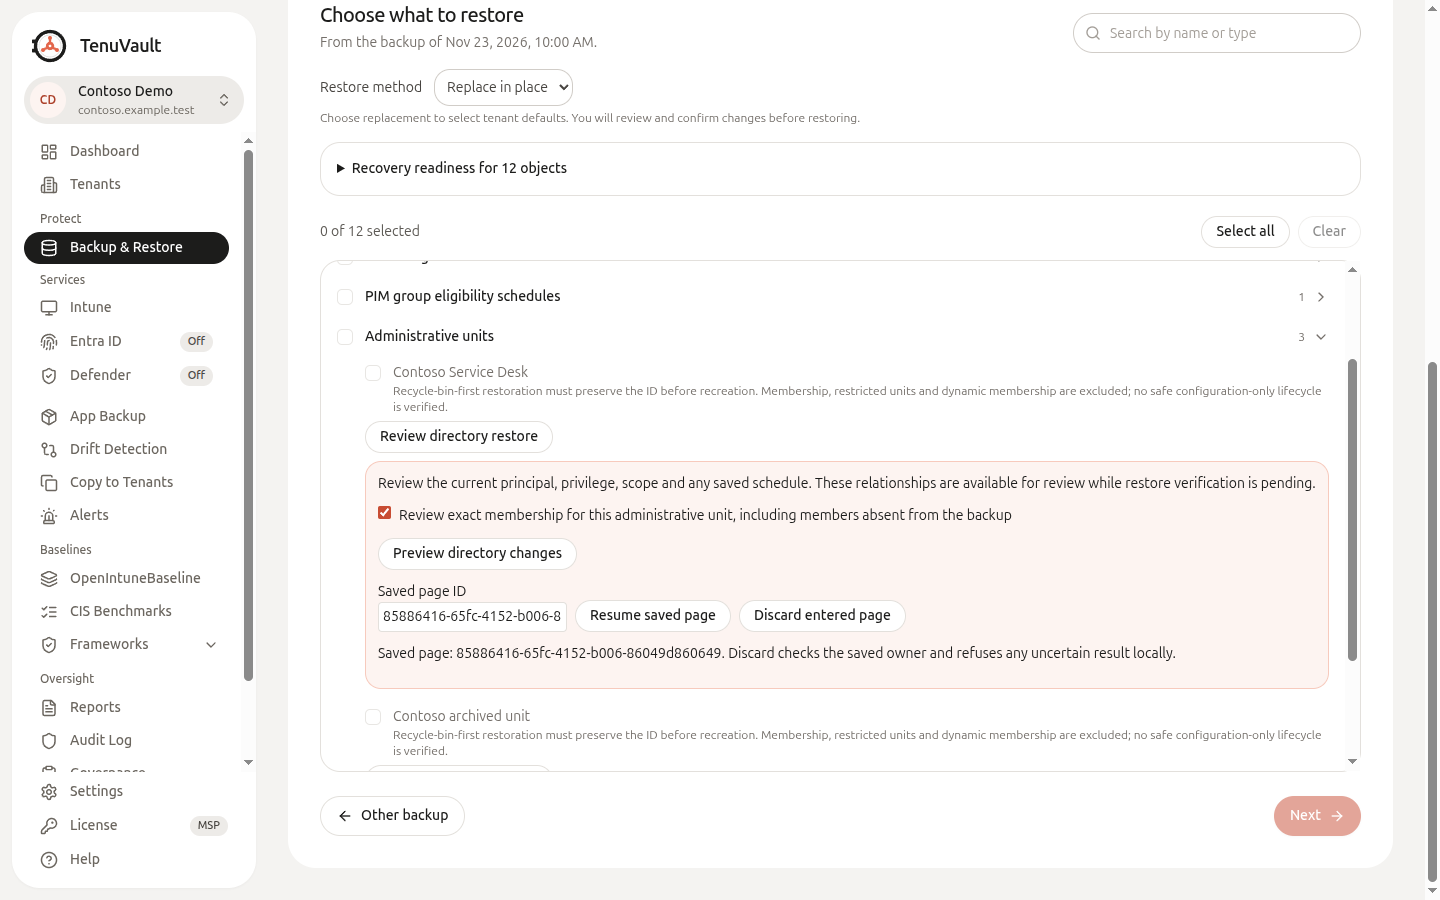 TenuVault
CD
Contoso Demo
contoso.example.test
Dashboard
Tenants
Protect
Backup & Restore
Services
Intune
Entra ID
Off
Defender
Off
App Backup
Drift Detection
Copy to Tenants
Alerts
Baselines
OpenIntuneBaseline
CIS Benchmarks
Frameworks
Oversight
Reports
Audit Log
Settings
License
MSP
Help
Choose what to restore
From the backup of Nov 23, 2026, 10:00 AM.
Search by name or type
Restore method
Replace in place
Choose replacement to select tenant defaults. You will review and confirm changes before restoring.
Recovery readiness for 12 objects
0 of 12 selected
Select all
Clear
PIM group eligibility schedules
1
Administrative units
3
Contoso Service Desk
Recycle-bin-first restoration must preserve the ID before recreation. Membership, restricted units and dynamic membership are excluded; no safe configuration-only lifecycle
is verified.
Review directory restore
Review the current principal, privilege, scope and any saved schedule. These relationships are available for review while restore verification is pending.
Review exact membership for this administrative unit, including members absent from the backup
Preview directory changes
Saved page ID
85886416-65fc-4152-b006-8
Resume saved page
Discard entered page
Saved page: 85886416-65fc-4152-b006-86049d860649. Discard checks the saved owner and refuses any uncertain result locally.
Contoso archived unit
Recycle-bin-first restoration must preserve the ID before recreation. Membership, restricted units and dynamic membership are excluded; no safe configuration-only lifecycle
is verified.
Other backup
Next